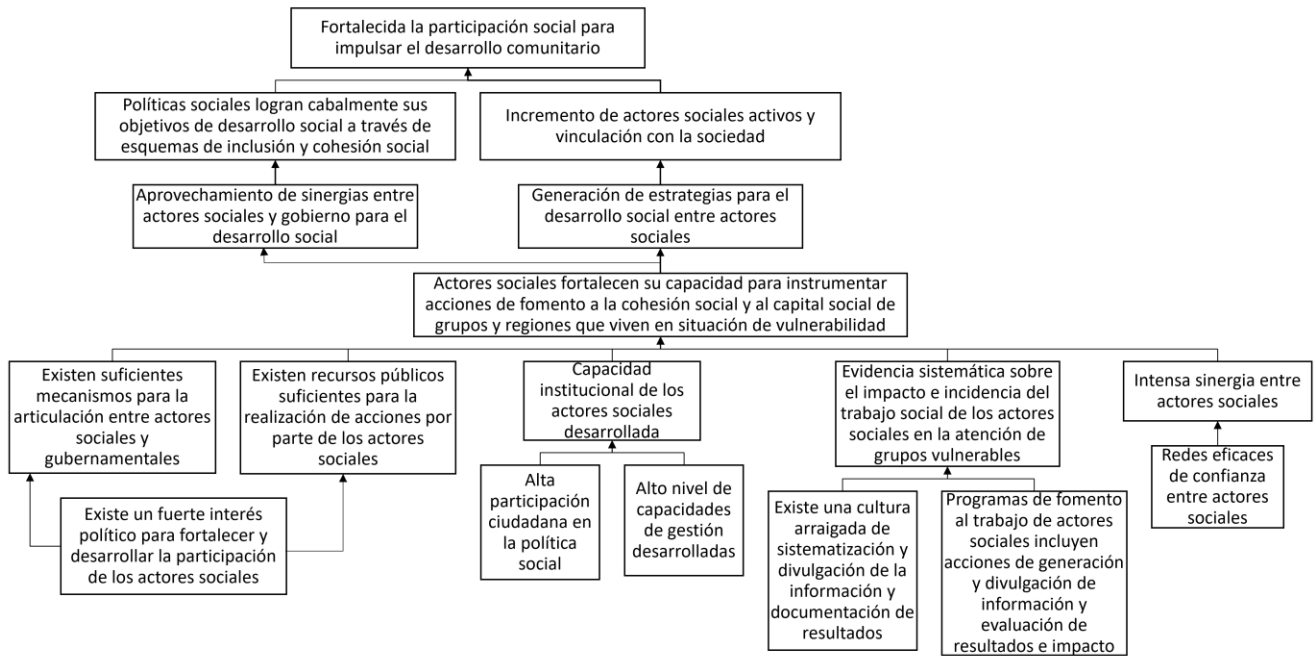 Fortalecida la participación social para
impulsar el desarrollo comunitario
Políticas sociales logran cabalmente sus
objetivos de desarrollo social a través de
esquemas de inclusión y cohesión social
Incremento de actores sociales activos y
vinculación con la sociedad
Aprovechamiento de sinergias entre
actores sociales y gobierno para el
desarrollo social
Generación de estrategias para el
desarrollo social entre actores
sociales
Actores sociales fortalecen su capacidad para instrumentar
acciones de fomento a la cohesión social y al capital social de
grupos y regiones que viven en situación de vulnerabilidad
Existen suficientes
mecanismos para la
articulación entre actores
sociales y
gubernamentales
Existen recursos públicos
suficientes para la
realización de acciones por
parte de los actores
sociales
Capacidad
institucional de los
actores sociales
desarrollada
Evidencia sistemática sobre
el impacto e incidencia del
trabajo social de los actores
sociales en la atención de
grupos vulnerables
Intensa sinergia entre
actores sociales
Existe un fuerte interés
político para fortalecer y
desarrollar la participación
de los actores sociales
Alta
participación
ciudadana en
la política
social
Alto nivel de
capacidades
de gestión
desarrolladas
Existe una cultura
arraigada de
sistematización y
divulgación de la
información y
documentación de
resultados
Programas de fomento
al trabajo de actores
sociales incluyen
acciones de generación
y divulgación de
información y
evaluación de
resultados e impacto
Redes eficaces
de confianza
entre actores
sociales